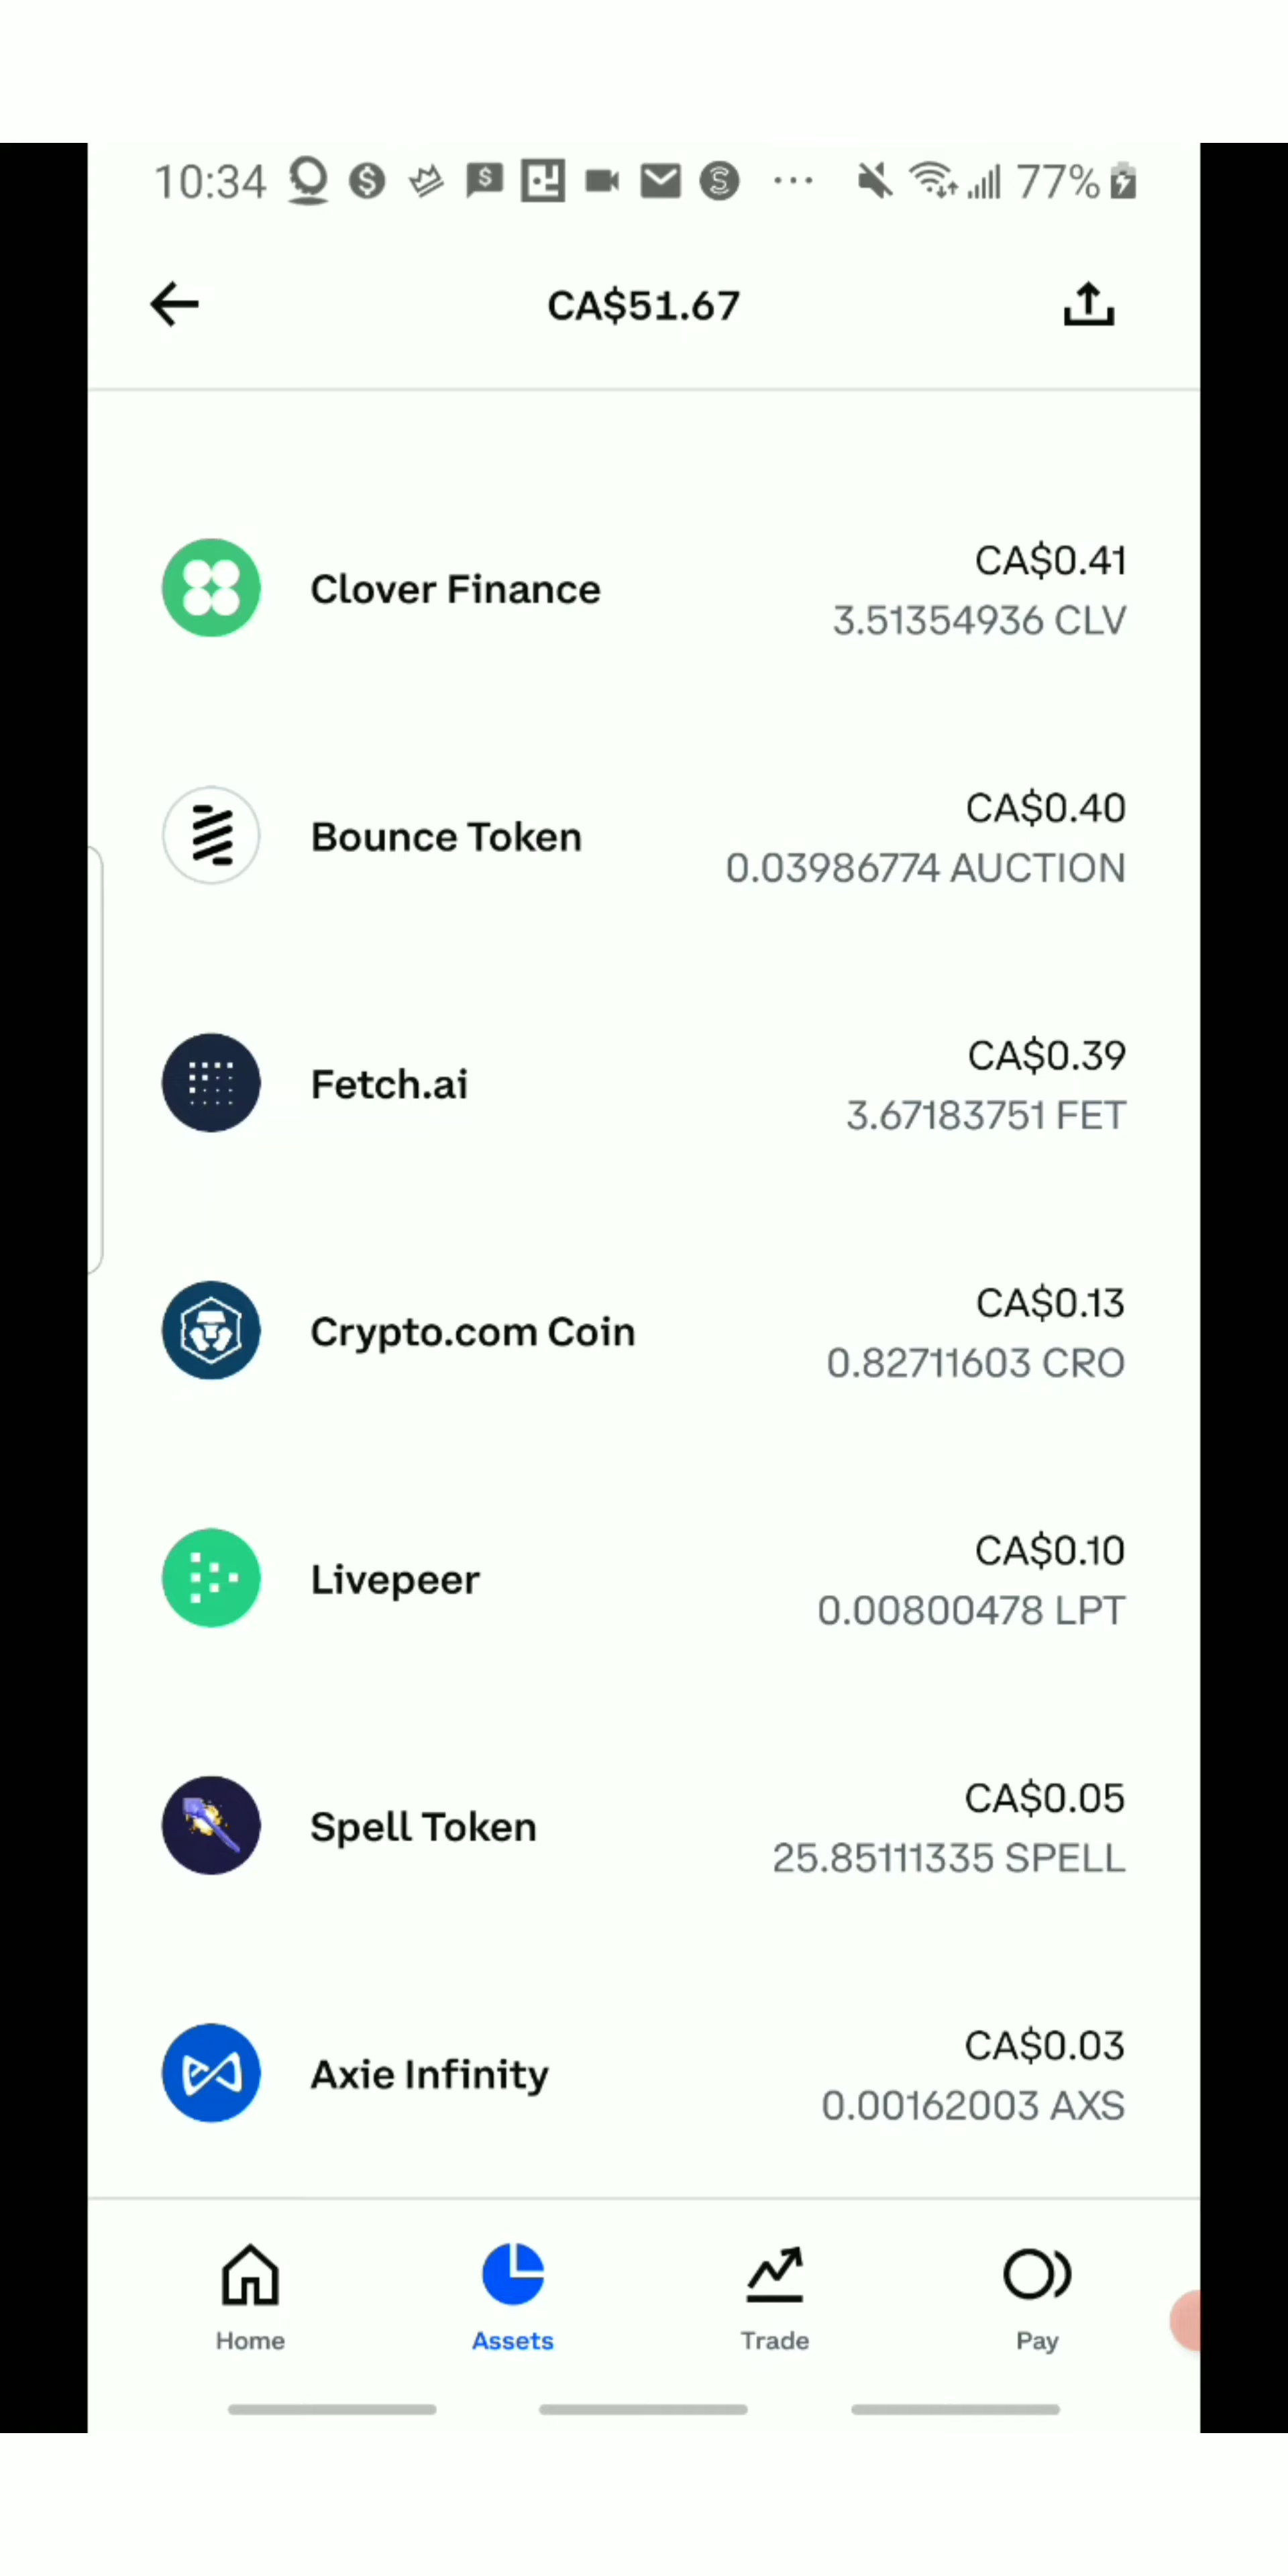 10:34 77%
CA$51.67
Clover Finance
CA$0.41
3.51354936 CLV
Bounce Token
CA$0.40
0.03986774 AUCTION
Fetch.ai
CA$0.39
3.67183751 FET
Crypto.com Coin
CA$0.13
0.82711603 CRO
Livepeer
CA$0.10
0.00800478 LPT
Spell Token
CA$0.05
25.85111335 SPELL
Axie Infinity
CA$0.03
0.00162003 AXS
Home Assets Trade Pay